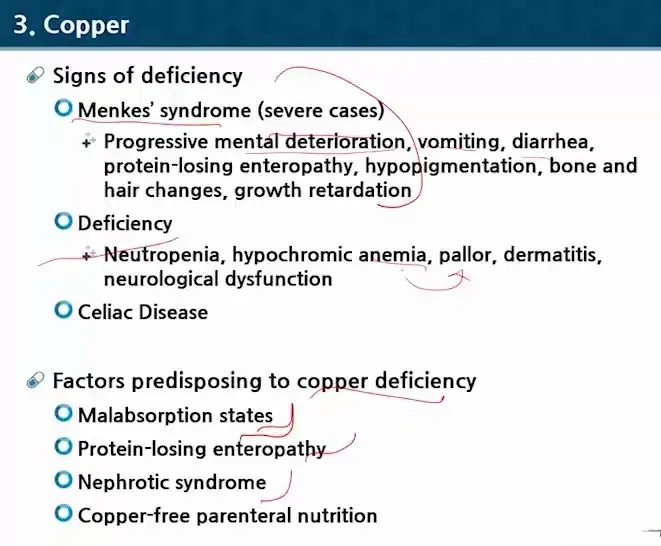 3. Copper
Signs of deficiency
Menkes' syndrome (severe cases)
Progressive mental deterioration, vomiting, diarrhea,
protein-losing enteropathy, hypopigmentation, bone and
hair changes, growth retardation
Deficiency
Neutropenia, hypochromic anemia, pallor, dermatitis,
neurological dysfunction
Celiac Disease
Factors predisposing to copper deficiency
Malabsorption states
Protein-losing enteropathy
Nephrotic syndrome
Copper-free parenteral nutrition